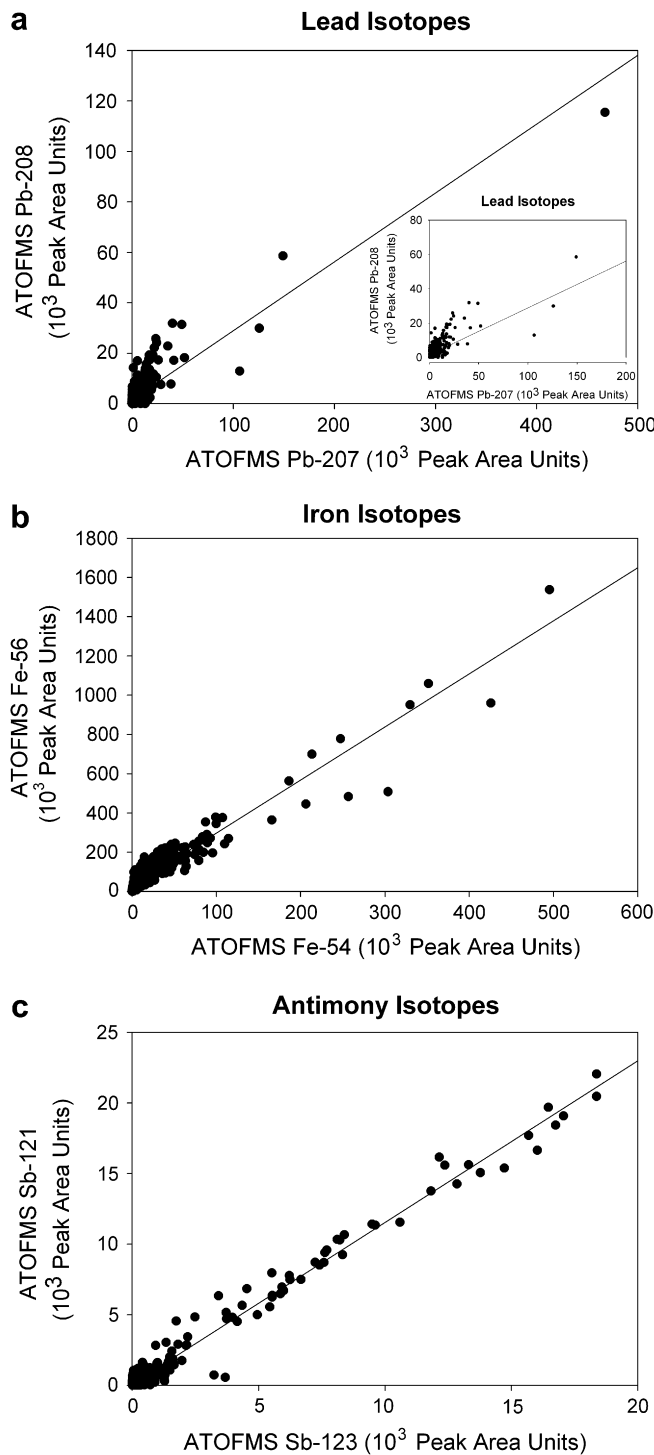 a
Lead Isotopes
ATOFMS Pb-208
(10³ Peak Area Units)
140
120
100
80
60
40
20
0
0 100 200 300 400 500
ATOFMS Pb-207 (10³ Peak Area Units)
Lead Isotopes
ATOFMS Pb-208
(10³ Peak Area Units)
80
60
40
20
0
0 50 100 150 200
ATOFMS Pb-207 (10³ Peak Area Units)
b
Iron Isotopes
ATOFMS Fe-56
(10³ Peak Area Units)
1800
1600
1400
1200
1000
800
600
400
200
0
0 100 200 300 400 500 600
ATOFMS Fe-54 (10³ Peak Area Units)
c
Antimony Isotopes
ATOFMS Sb-121
(10³ Peak Area Units)
25
20
15
10
5
0
0 5 10 15 20
ATOFMS Sb-123 (10³ Peak Area Units)